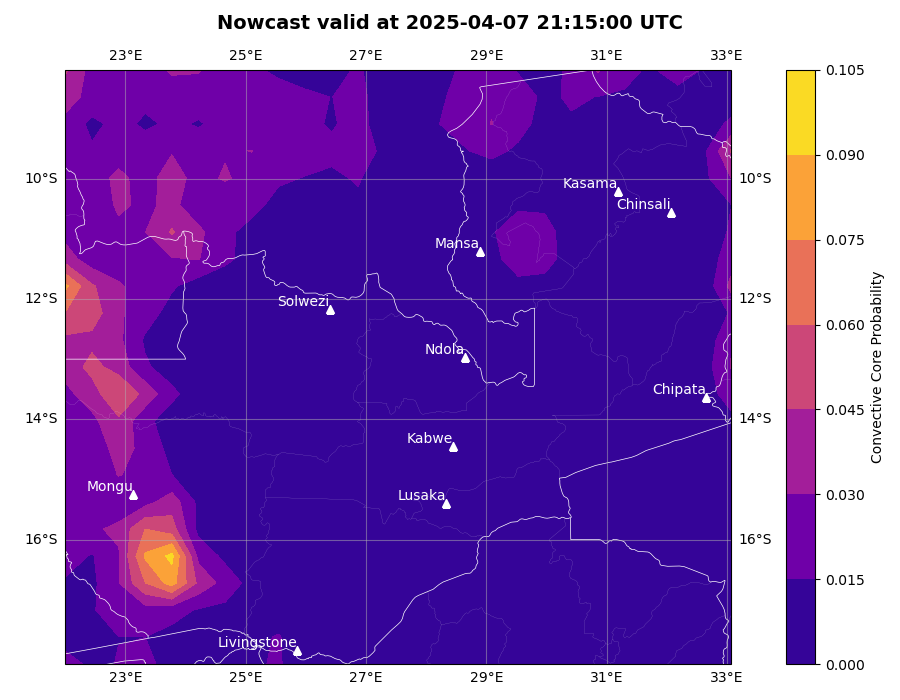 Nowcast valid at 2025-04-07 21:15:00 UTC
23°E 25°E 27°E 29°E 31°E 33°E
0.105
0.090
10°S 10°S
Kasama
Chinsali
0.075
Mansa
12°S 12°S
Solwezi
0.060
Ndola
Chipata
0.045
14°S 14°S
Kabwe
Mongu
Lusaka
0.030
16°S 16°S
0.015
Livingstone
0.000
23°E 25°E 27°E 29°E 31°E 33°E
Convective Core Probability